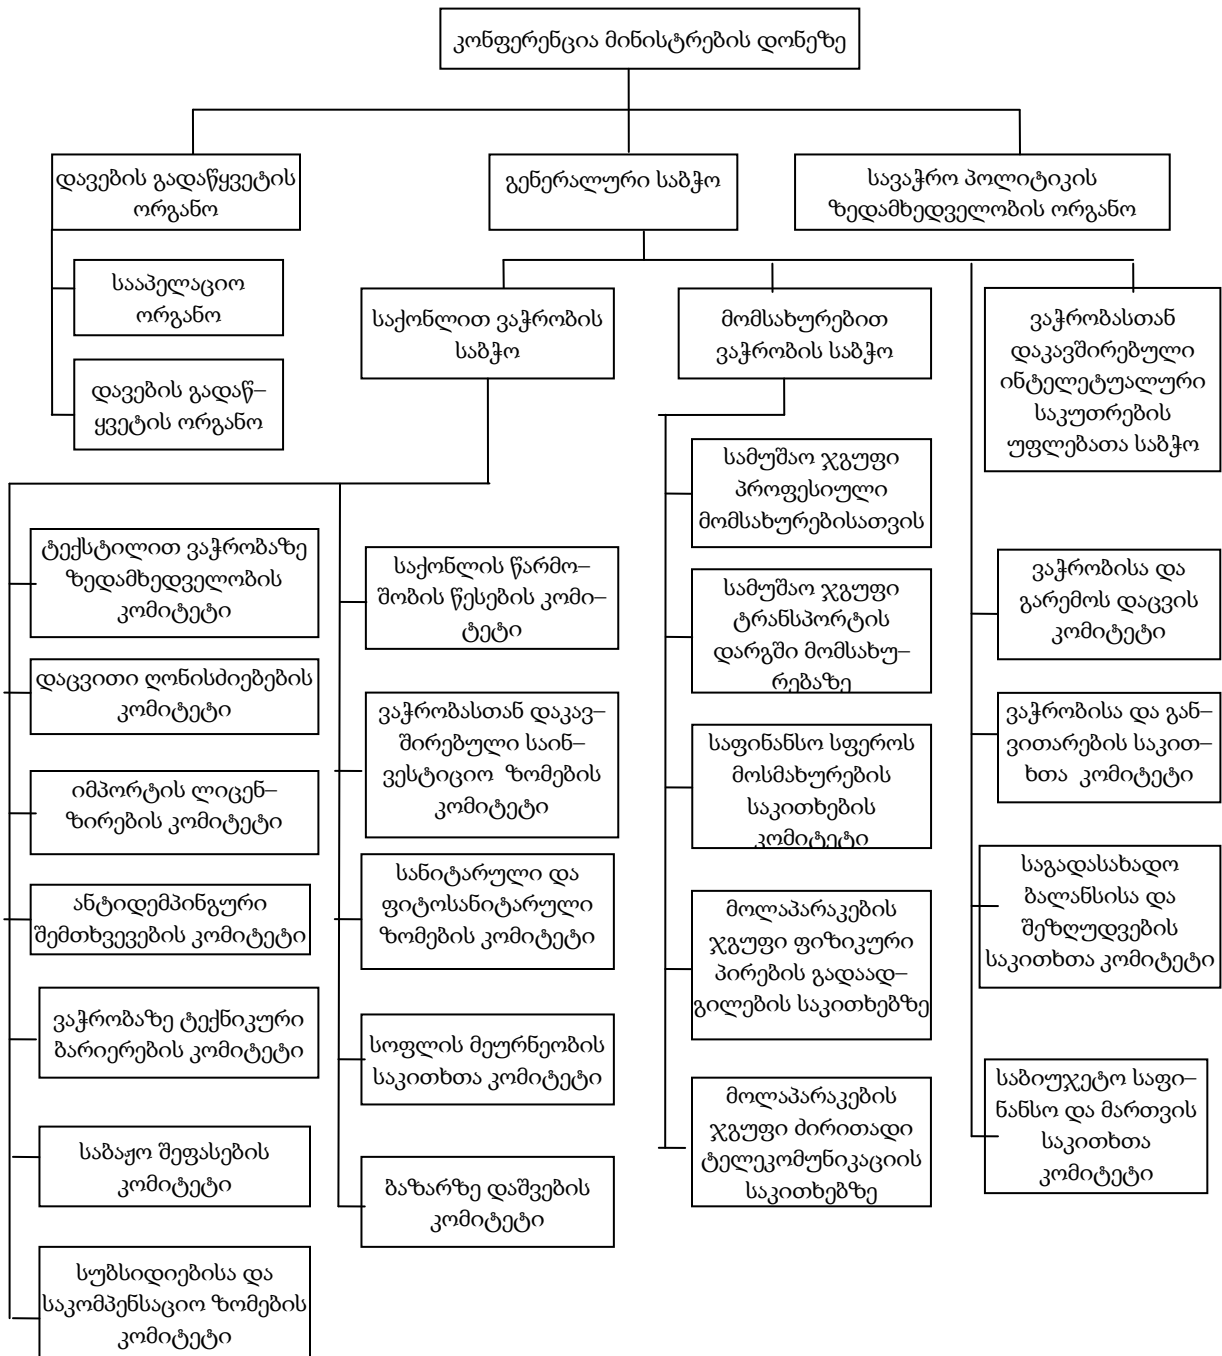 კონფერენცია მინისტრების დონეზე
დავების გადაწყვეტის
ორგანო
გენერალური საბჭო
სავაჭრო პოლიტიკის
ზედამხედველობის ორგანო
სააპელაციო
ორგანო
დავების გადაწ–
ყვეტის ორგანო
საქონლით ვაჭრობის
საბჭო
მომსახურებით
ვაჭრობის საბჭო
ვაჭრობასთან
დაკავშირებული
ინტელეტუალური
საკუთრების
უფლებათა საბჭო
ტექსტილით ვაჭრობაზე
ზედამხედველობის
კომიტეტი
დაცვითი ღონისძიებების
კომიტეტი
იმპორტის ლიცენ–
ზირების კომიტეტი
ანტიდემპინგური
შემთხვევების კომიტეტი
ვაჭრობაზე ტექნიკური
ბარიერების კომიტეტი
საბაჟო შეფასების
კომიტეტი
სუბსიდიებისა და
საკომპენსაციო ზომების
კომიტეტი
საქონლის წარმო–
შობის წესების კომი–
ტეტი
ვაჭრობასთან დაკავ–
შირებული საინ–
ვესტიციო ზომების
კომიტეტი
სანიტარული და
ფიტოსანიტარული
ზომების კომიტეტი
სოფლის მეურნეობის
საკითხთა კომიტეტი
ბაზარზე დაშვების
კომიტეტი
სამუშაო ჯგუფი
პროფესიული
მომსახურებისათვის
სამუშაო ჯგუფი
ტრანსპორტის
დარგში მომსახუ–
რებაზე
საფინანსო სფეროს
მოსმახურების
საკითხების
კომიტეტი
მოლაპარაკების
ჯგუფი ფიზიკური
პირების გადაად–
გილების საკითხებზე
მოლაპარაკების
ჯგუფი ძირითადი
ტელეკომუნიკაციის
საკითხებზე
ვაჭრობისა და
გარემოს დაცვის
კომიტეტი
ვაჭრობისა და გან–
ვითარების საკით–
ხთა კომიტეტი
საგადასახადო
ბალანსისა და
შეზღუდვების
საკითხთა კომიტეტი
საბიუჯეტო საფი–
ნანსო და მართვის
საკითხთა
კომიტეტი